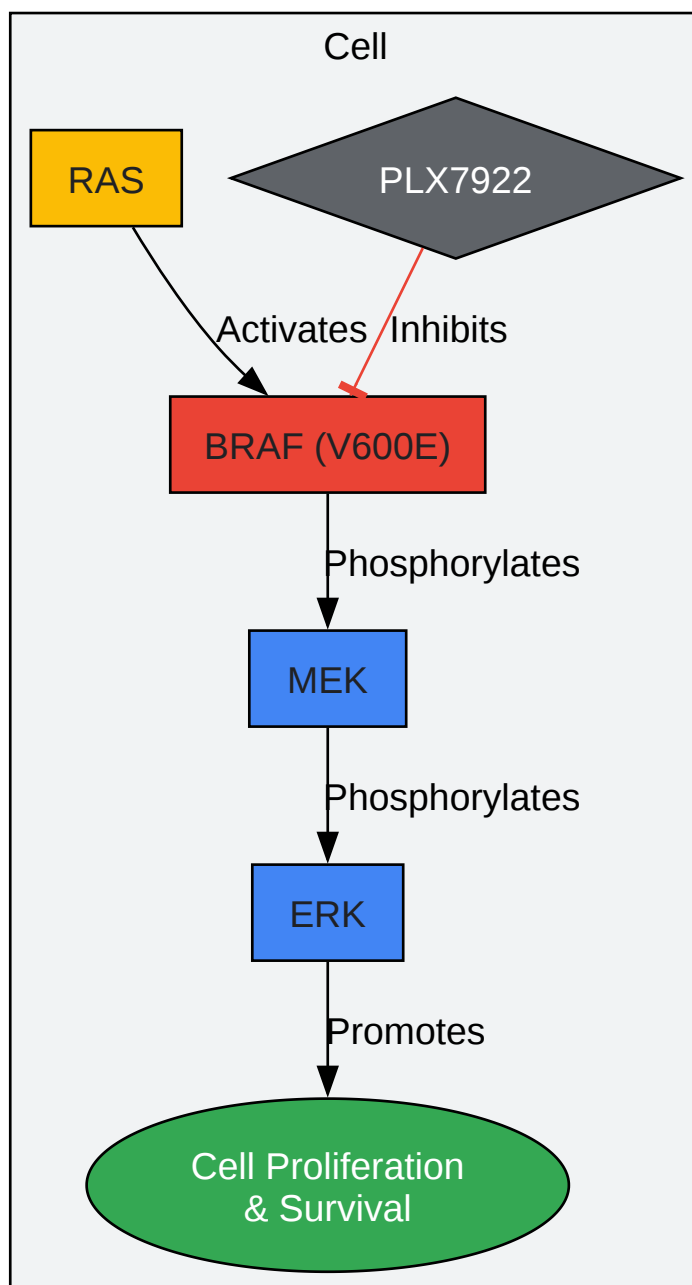 Cell
RAS
PLX7922
Activates
Inhibits
BRAF (V600E)
Phosphorylates
MEK
Phosphorylates
ERK
Promotes
Cell Proliferation
& Survival